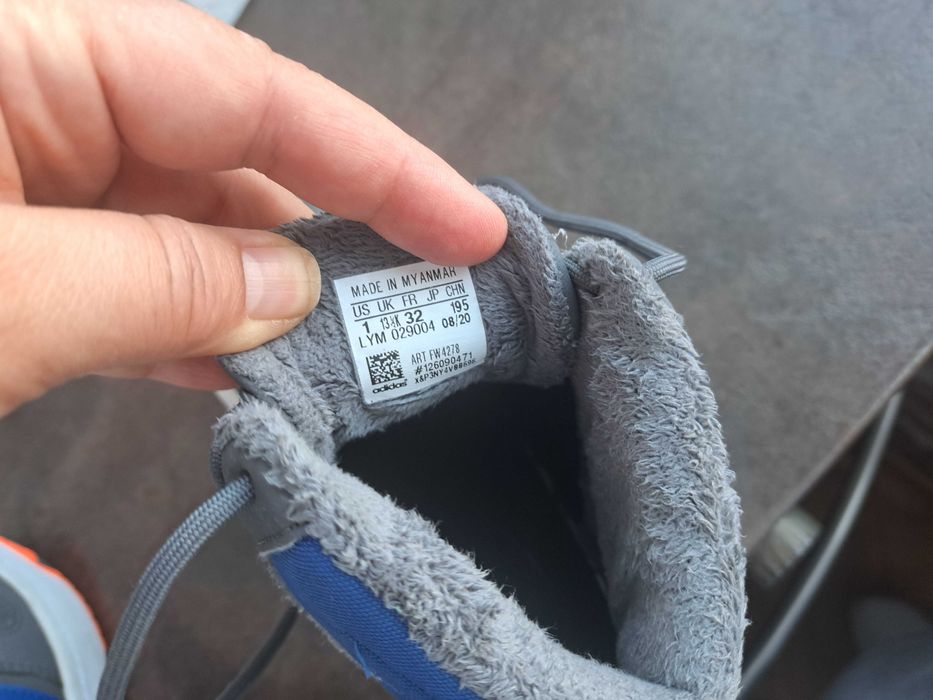 MADE IN MYANMAR
US UK FR JP CHN
1 13½K 32 195
LYM 029004 08/20
ART FW4278
#126090471
adidas